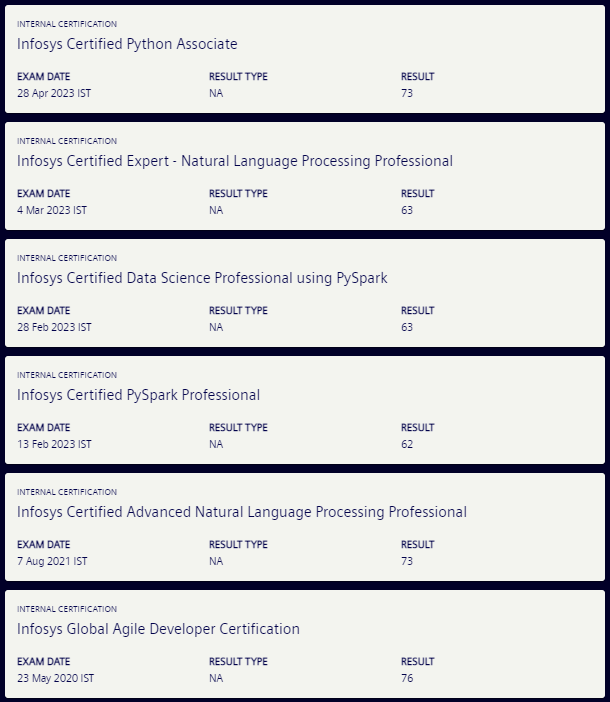 INTERNAL CERTIFICATION
Infosys Certified Python Associate
EXAM DATE RESULT TYPE RESULT
28 Apr 2023 IST NA 73
INTERNAL CERTIFICATION
Infosys Certified Expert - Natural Language Processing Professional
EXAM DATE RESULT TYPE RESULT
4 Mar 2023 IST NA 63
INTERNAL CERTIFICATION
Infosys Certified Data Science Professional using PySpark
EXAM DATE RESULT TYPE RESULT
28 Feb 2023 IST NA 63
INTERNAL CERTIFICATION
Infosys Certified PySpark Professional
EXAM DATE RESULT TYPE RESULT
13 Feb 2023 IST NA 62
INTERNAL CERTIFICATION
Infosys Certified Advanced Natural Language Processing Professional
EXAM DATE RESULT TYPE RESULT
7 Aug 2021 IST NA 73
INTERNAL CERTIFICATION
Infosys Global Agile Developer Certification
EXAM DATE RESULT TYPE RESULT
23 May 2020 IST NA 76